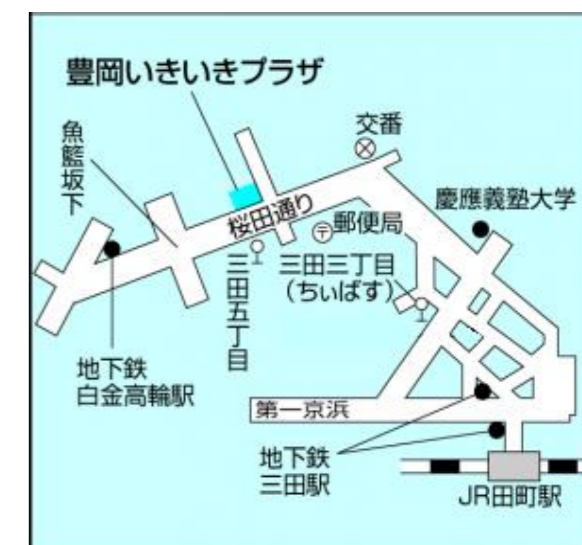 豊岡いきいきプラザ
魚籃坂下
交番
慶應義塾大学
桜田通り
〒郵便局
三田三丁目
（ちぃばす）
三田五丁目
地下鉄
白金高輪駅
第一京浜
地下鉄
三田駅
JR田町駅